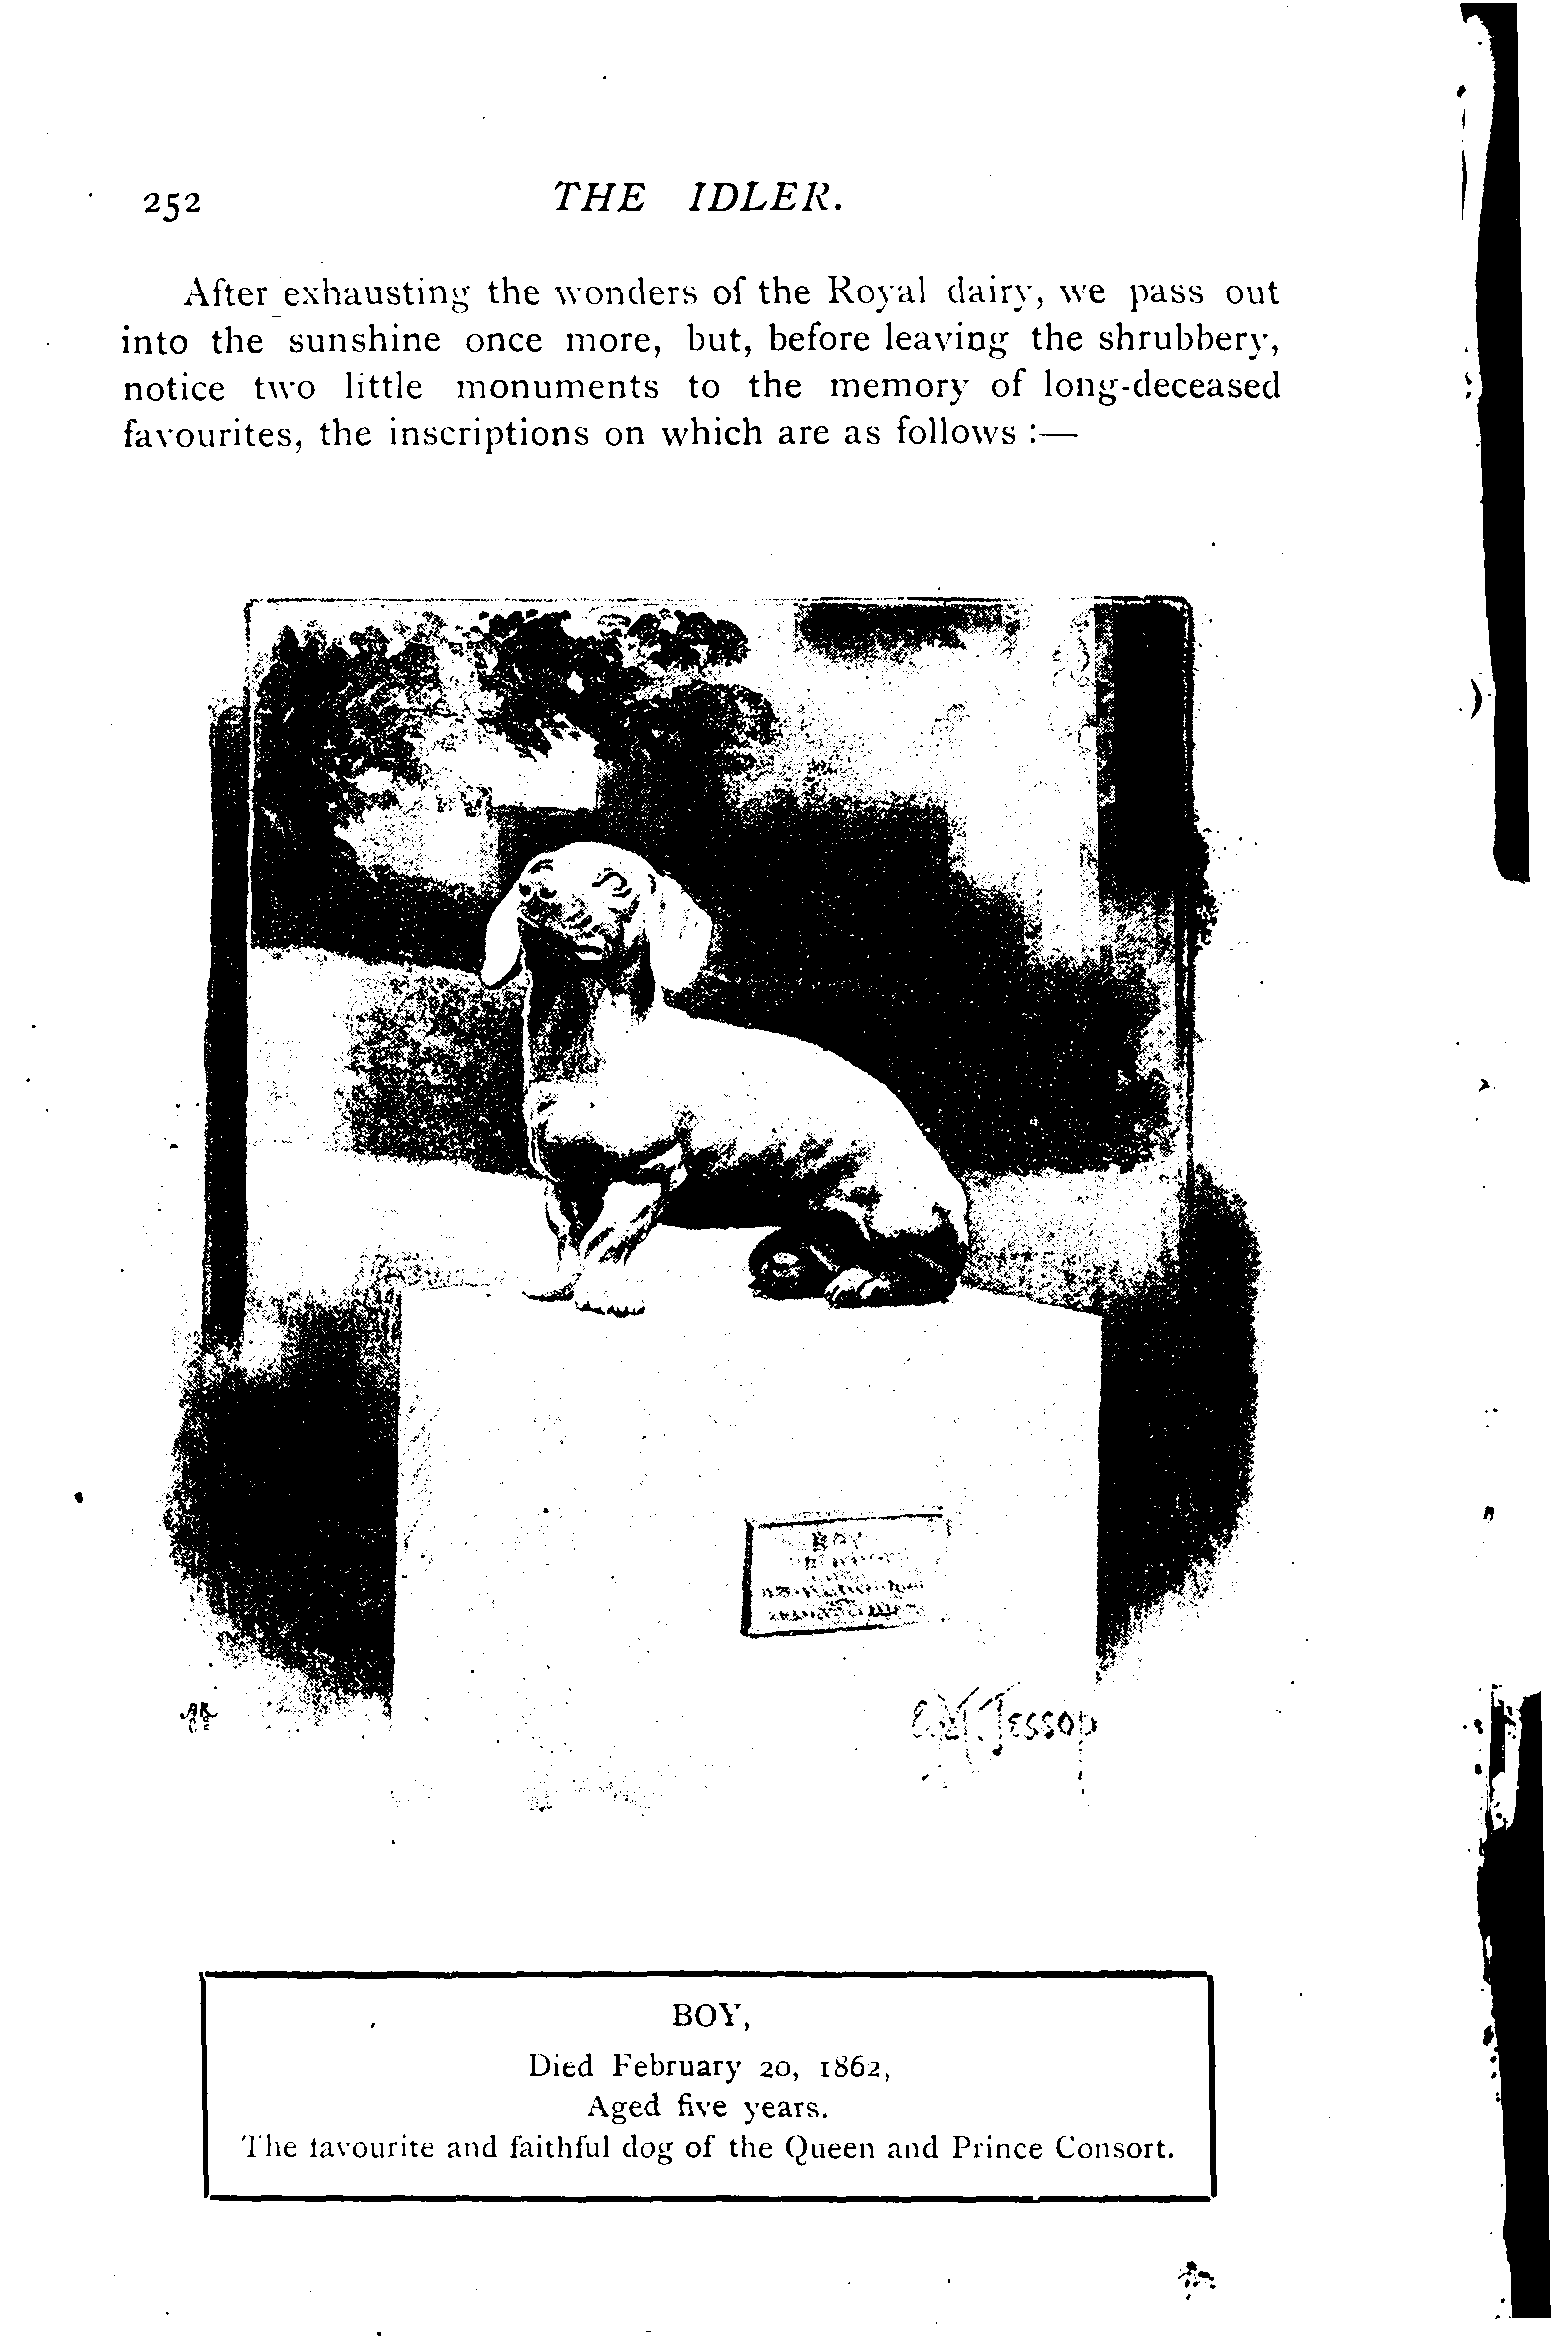 252 THE IDLER.
After exhausting the wonders of the Royal dairy, we pass out
into the sunshine once more, but, before leaving the shrubbery,
notice two little monuments to the memory of long-deceased
favourites, the inscriptions on which are as follows :—
BOY
E. M. Jessop
BOY,
Died February 20, 1862,
Aged five years.
The favourite and faithful dog of the Queen and Prince Consort.